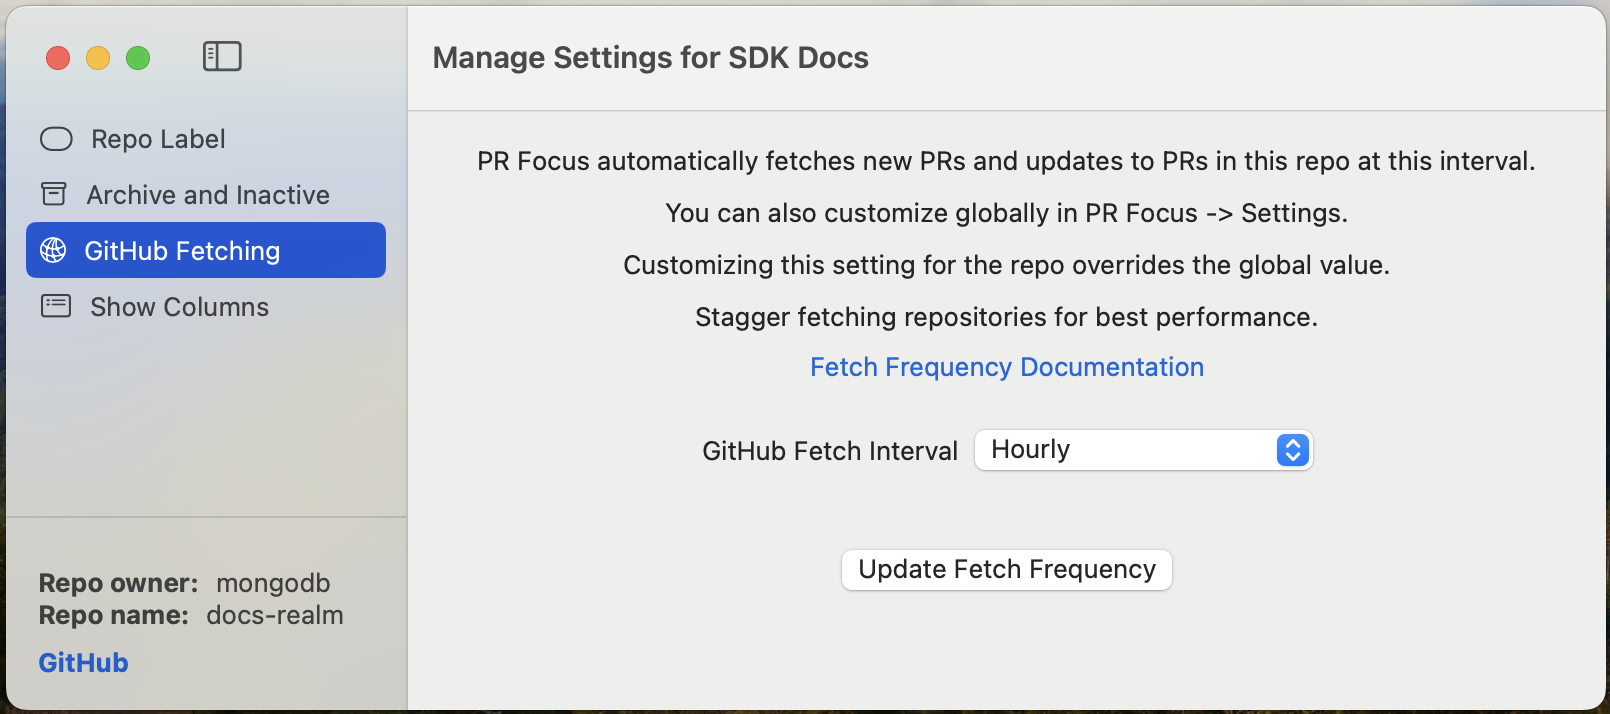 Manage Settings for SDK Docs
Repo Label
Archive and Inactive
GitHub Fetching
Show Columns
Repo owner: mongodb
Repo name: docs-realm
GitHub
PR Focus automatically fetches new PRs and updates to PRs in this repo at this interval.
You can also customize globally in PR Focus -> Settings.
Customizing this setting for the repo overrides the global value.
Stagger fetching repositories for best performance.
Fetch Frequency Documentation
GitHub Fetch Interval Hourly
Update Fetch Frequency